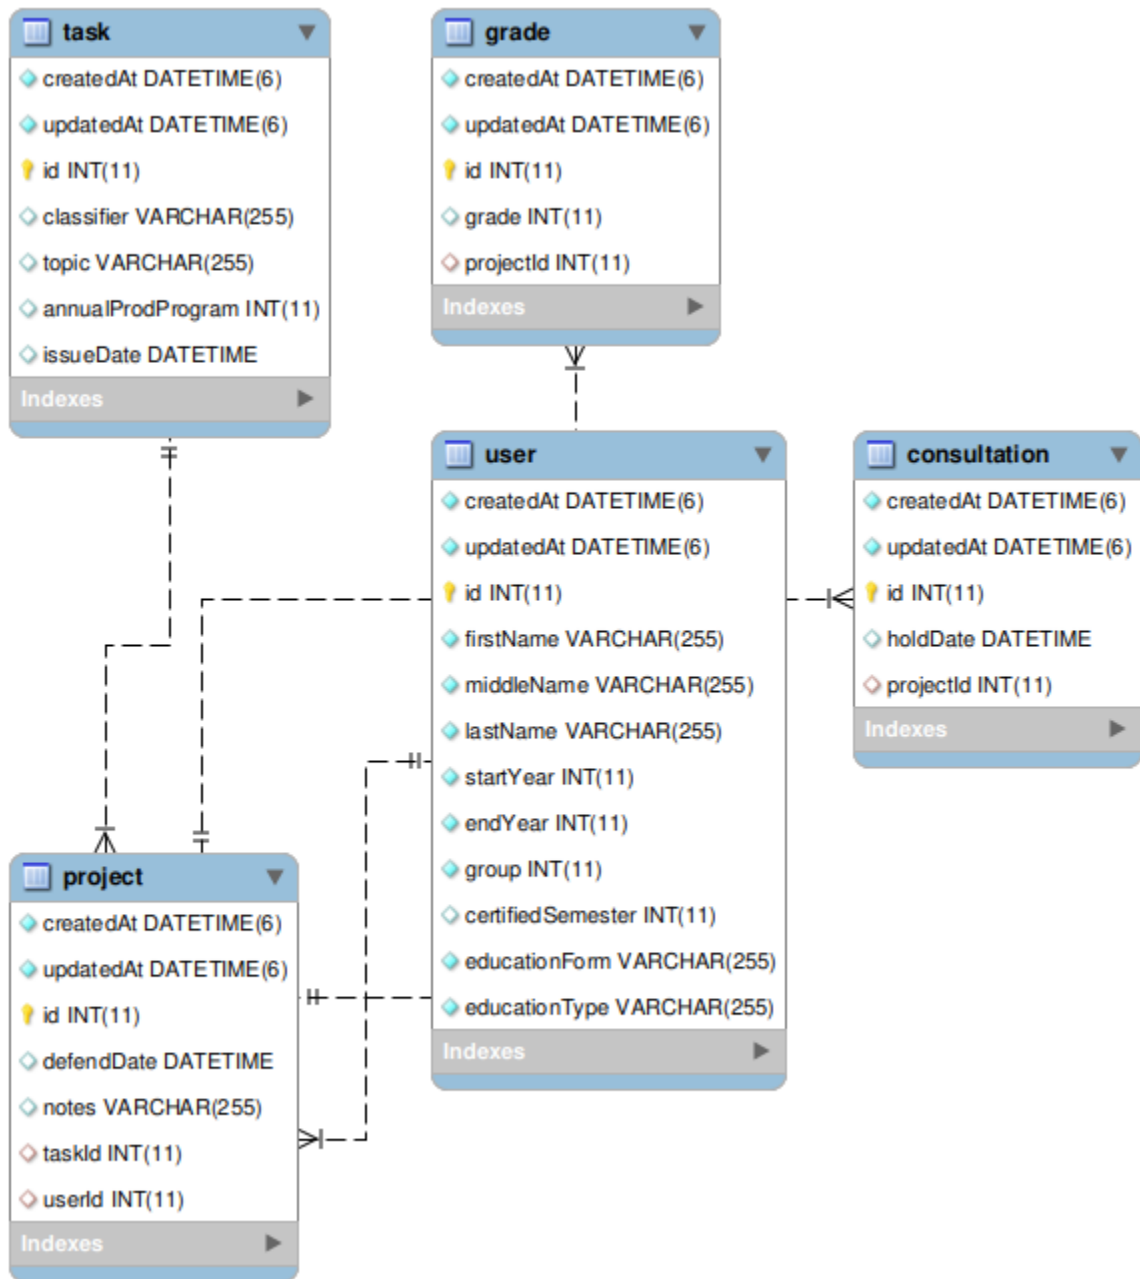 task
createdAt DATETIME(6)
updatedAt DATETIME(6)
id INT(11)
classifier VARCHAR(255)
topic VARCHAR(255)
annualProdProgram INT(11)
issueDate DATETIME
Indexes
grade
createdAt DATETIME(6)
updatedAt DATETIME(6)
id INT(11)
grade INT(11)
projectId INT(11)
Indexes
user
createdAt DATETIME(6)
updatedAt DATETIME(6)
id INT(11)
firstName VARCHAR(255)
middleName VARCHAR(255)
lastName VARCHAR(255)
startYear INT(11)
endYear INT(11)
group INT(11)
certifiedSemester INT(11)
educationForm VARCHAR(255)
educationType VARCHAR(255)
Indexes
consultation
createdAt DATETIME(6)
updatedAt DATETIME(6)
id INT(11)
holdDate DATETIME
projectId INT(11)
Indexes
project
createdAt DATETIME(6)
updatedAt DATETIME(6)
id INT(11)
defendDate DATETIME
notes VARCHAR(255)
taskId INT(11)
userId INT(11)
Indexes